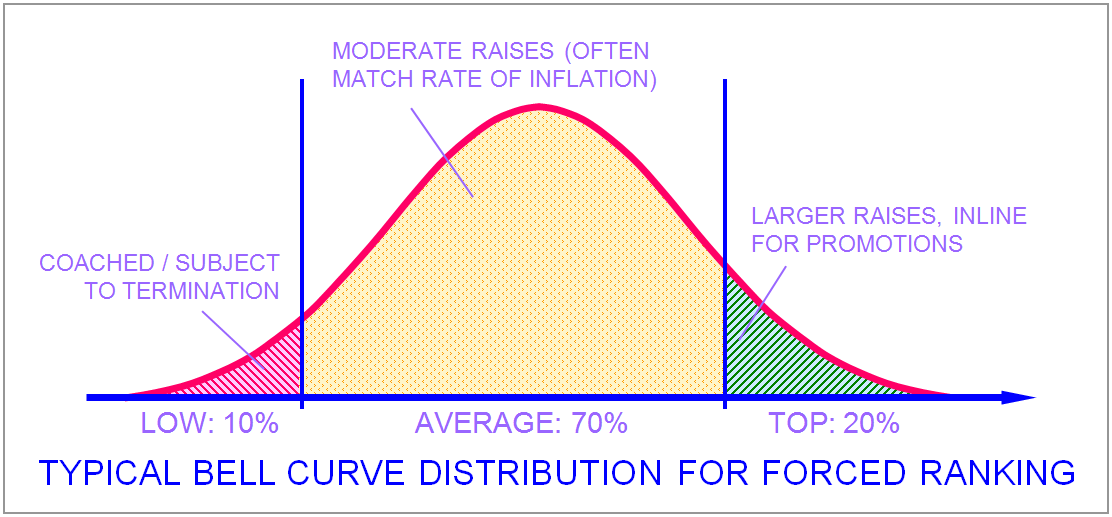 MODERATE RAISES (OFTEN
MATCH RATE OF INFLATION)
LARGER RAISES, INLINE
FOR PROMOTIONS
COACHED / SUBJECT
TO TERMINATION
LOW: 10%
AVERAGE: 70%
TOP: 20%
TYPICAL BELL CURVE DISTRIBUTION FOR FORCED RANKING